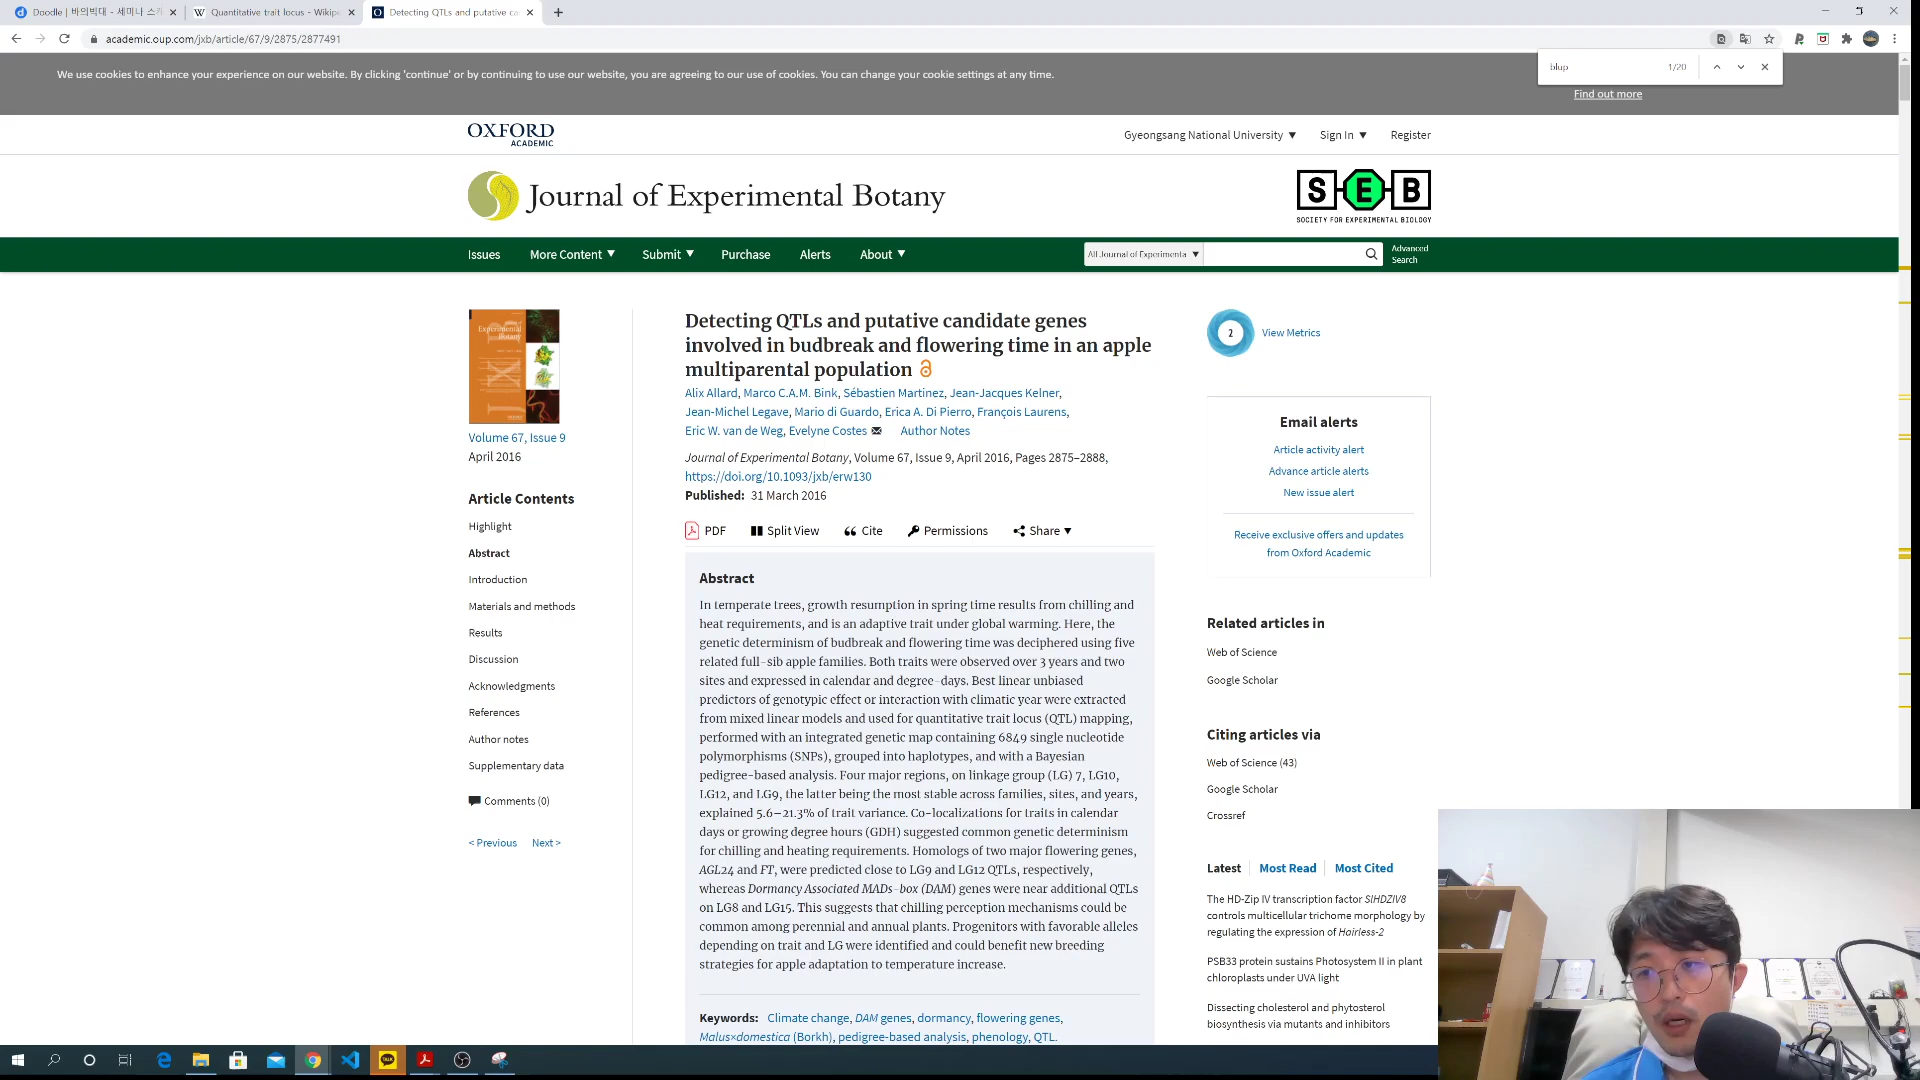 Doodle | 바의빅대 - 세미나 스케
Quantitative trait locus - Wikipe
Detecting QTLs and putative ca
academic.oup.com/jxb/article/67/9/2875/2877491
blup
1/20
We use cookies to enhance your experience on our website. By clicking 'continue' or by continuing to use our website, you are agreeing to our use of cookies. You can change your cookie settings at any time.
Find out more
OXFORD
ACADEMIC
Gyeongsang National University ▼
Sign In ▼
Register
Journal of Experimental Botany
S E B
SOCIETY FOR EXPERIMENTAL BIOLOGY
Issues
More Content ▼
Submit ▼
Purchase
Alerts
About ▼
All Journal of Experimenta ▼
Advanced
Search
Experimental
Botany
Volume 67, Issue 9
April 2016
Article Contents
Highlight
Abstract
Introduction
Materials and methods
Results
Discussion
Acknowledgments
References
Author notes
Supplementary data
Comments (0)
< Previous
Next >
Detecting QTLs and putative candidate genes
involved in budbreak and flowering time in an apple
multiparental population
Alix Allard, Marco C.A.M. Bink, Sébastien Martinez, Jean-Jacques Kelner,
Jean-Michel Legave, Mario di Guardo, Erica A. Di Pierro, François Laurens,
Eric W. van de Weg, Evelyne Costes
Author Notes
Journal of Experimental Botany, Volume 67, Issue 9, April 2016, Pages 2875–2888,
https://doi.org/10.1093/jxb/erw130
Published: 31 March 2016
PDF
Split View
Cite
Permissions
Share ▼
Abstract
In temperate trees, growth resumption in spring time results from chilling and
heat requirements, and is an adaptive trait under global warming. Here, the
genetic determinism of budbreak and flowering time was deciphered using five
related full-sib apple families. Both traits were observed over 3 years and two
sites and expressed in calendar and degree-days. Best linear unbiased
predictors of genotypic effect or interaction with climatic year were extracted
from mixed linear models and used for quantitative trait locus (QTL) mapping,
performed with an integrated genetic map containing 6849 single nucleotide
polymorphisms (SNPs), grouped into haplotypes, and with a Bayesian
pedigree-based analysis. Four major regions, on linkage group (LG) 7, LG10,
LG12, and LG9, the latter being the most stable across families, sites, and years,
explained 5.6–21.3% of trait variance. Co-localizations for traits in calendar
days or growing degree hours (GDH) suggested common genetic determinism
for chilling and heating requirements. Homologs of two major flowering genes,
AGL24 and FT, were predicted close to LG9 and LG12 QTLs, respectively,
whereas Dormancy Associated MADs-box (DAM) genes were near additional QTLs
on LG8 and LG15. This suggests that chilling perception mechanisms could be
common among perennial and annual plants. Progenitors with favorable alleles
depending on trait and LG were identified and could benefit new breeding
strategies for apple adaptation to temperature increase.
Keywords: Climate change, DAM genes, dormancy, flowering genes,
Malus×domestica (Borkh), pedigree-based analysis, phenology, QTL.
2
View Metrics
Email alerts
Article activity alert
Advance article alerts
New issue alert
Receive exclusive offers and updates
from Oxford Academic
Related articles in
Web of Science
Google Scholar
Citing articles via
Web of Science (43)
Google Scholar
Crossref
Latest
Most Read
Most Cited
The HD-Zip IV transcription factor SlHDZIV8
controls multicellular trichome morphology by
regulating the expression of Hairless-2
PSB33 protein sustains Photosystem II in plant
chloroplasts under UVA light
Dissecting cholesterol and phytosterol
biosynthesis via mutants and inhibitors
TALK